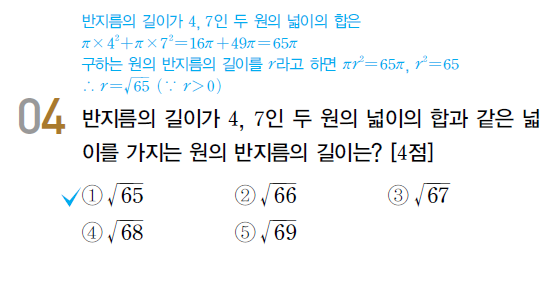 반지름의 길이가 4, 7인 두 원의 넓이의 합은
π×4²+π×7²=16π+49π=65π
구하는 원의 반지름의 길이를 r라고 하면 πr²=65π, r²=65
∴ r=√65 (∵ r>0)
04 반지름의 길이가 4, 7인 두 원의 넓이의 합과 같은 넓
이를 가지는 원의 반지름의 길이는? [4점]
① √65 ② √66 ③ √67
④ √68 ⑤ √69